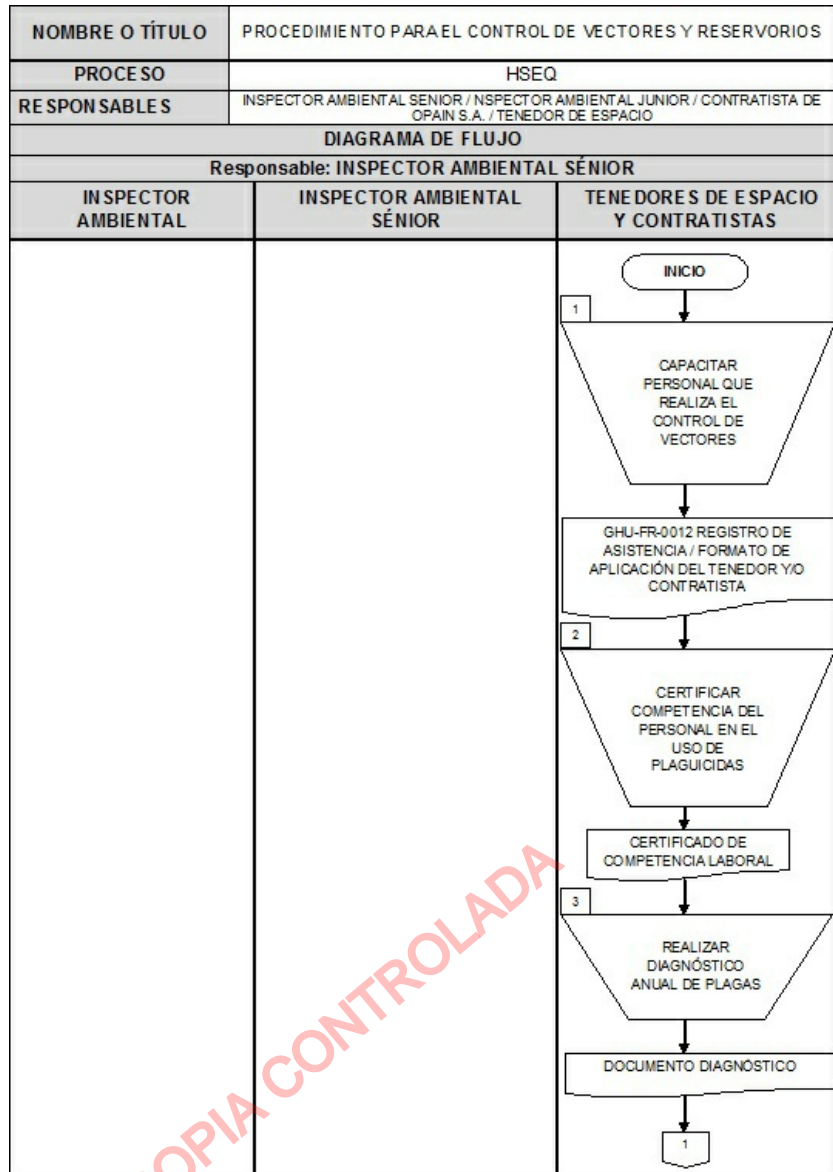 NOMBRE O TÍTULO
PROCEDIMIENTO PARA EL CONTROL DE VECTORES Y RESERVORIOS
PROCESO
HSEQ
RESPONSABLES
INSPECTOR AMBIENTAL SENIOR / NSPECTOR AMBIENTAL JUNIOR / CONTRATISTA DE
OPAIN S.A. / TENEDOR DE ESPACIO
DIAGRAMA DE FLUJO
Responsable: INSPECTOR AMBIENTAL SÉNIOR
INSPECTOR
AMBIENTAL
INSPECTOR AMBIENTAL
SÉNIOR
TENEDORES DE ESPACIO
Y CONTRATISTAS
INICIO
1
CAPACITAR
PERSONAL QUE
REALIZA EL
CONTROL DE
VECTORES
GHU-FR-0012 REGISTRO DE
ASISTENCIA / FORMATO DE
APLICACIÓN DEL TENEDOR Y/O
CONTRATISTA
2
CERTIFICAR
COMPETENCIA DEL
PERSONAL EN EL
USO DE
PLAGUICIDAS
CERTIFICADO DE
COMPETENCIA LABORAL
3
REALIZAR
DIAGNÓSTICO
ANUAL DE PLAGAS
DOCUMENTO DIAGNÓSTICO
1
COPIA CONTROLADA